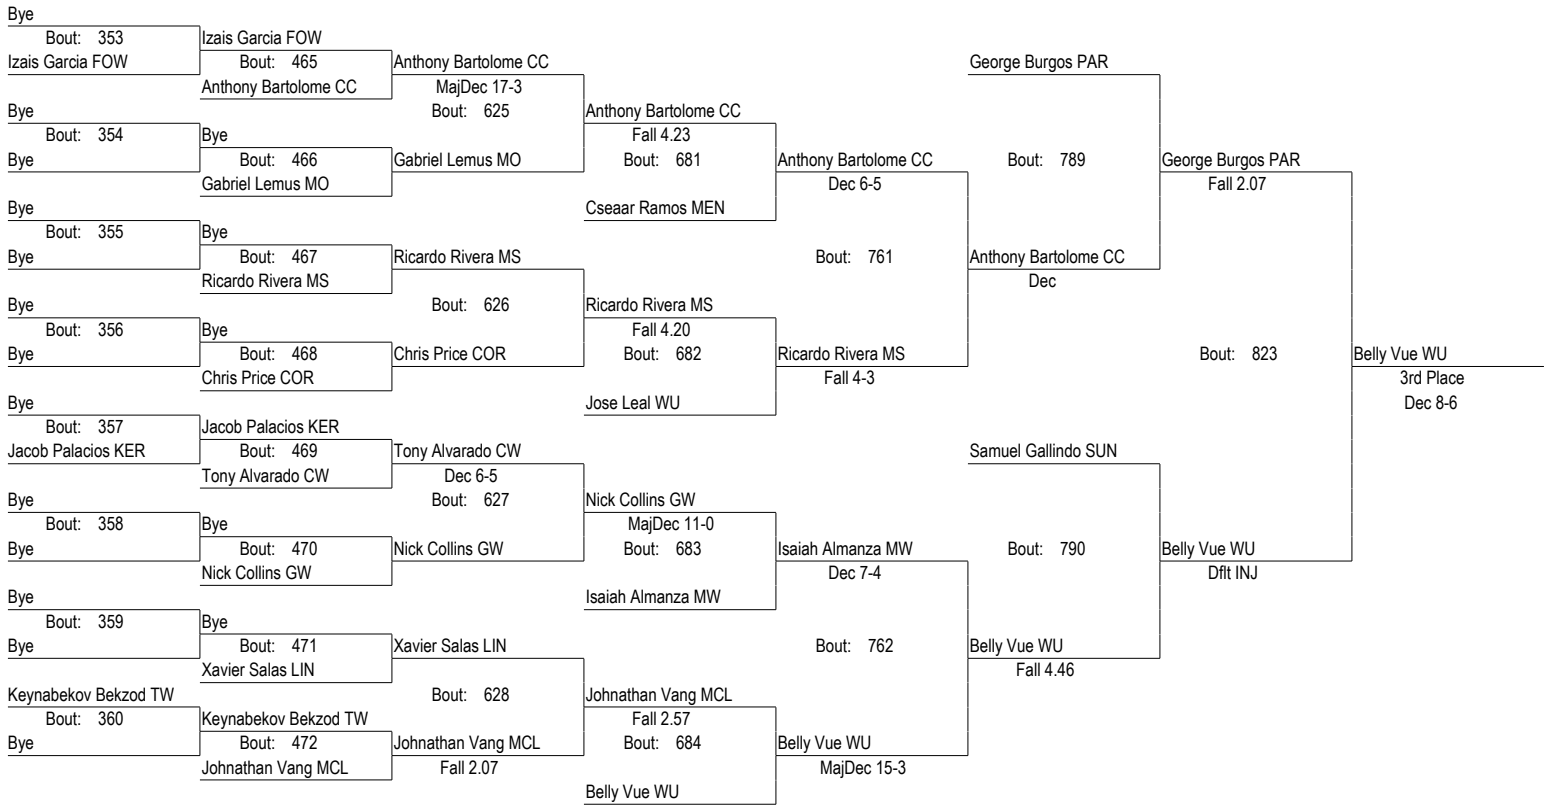 Bye
Bout: 353 Izais Garcia FOW
Izais Garcia FOW Bout: 465 Anthony Bartolome CC George Burgos PAR
Anthony Bartolome CC MajDec 17-3
Bye Bout: 625 Anthony Bartolome CC
Bout: 354 Bye Fall 4.23
Bye Bout: 466 Gabriel Lemus MO Bout: 681 Anthony Bartolome CC Bout: 789 George Burgos PAR
Gabriel Lemus MO Dec 6-5 Fall 2.07
Bye Cseaar Ramos MEN
Bout: 355 Bye
Bye Bout: 467 Ricardo Rivera MS Bout: 761 Anthony Bartolome CC
Ricardo Rivera MS Dec
Bye Bout: 626 Ricardo Rivera MS
Bout: 356 Bye Fall 4.20
Bye Bout: 468 Chris Price COR Bout: 682 Ricardo Rivera MS Bout: 823 Belly Vue WU
Chris Price COR Fall 4-3 3rd Place
Bye Jose Leal WU Dec 8-6
Bout: 357 Jacob Palacios KER
Jacob Palacios KER Bout: 469 Tony Alvarado CW Samuel Gallindo SUN
Tony Alvarado CW Dec 6-5
Bye Bout: 627 Nick Collins GW
Bout: 358 Bye MajDec 11-0
Bye Bout: 470 Nick Collins GW Bout: 683 Isaiah Almanza MW Bout: 790 Belly Vue WU
Nick Collins GW Dec 7-4 Dflt INJ
Bye Isaiah Almanza MW
Bout: 359 Bye
Bye Bout: 471 Xavier Salas LIN Bout: 762 Belly Vue WU
Xavier Salas LIN Fall 4.46
Keynabekov Bekzod TW Bout: 628 Johnathan Vang MCL
Bout: 360 Keynabekov Bekzod TW Fall 2.57
Bye Bout: 472 Johnathan Vang MCL Bout: 684 Belly Vue WU
Johnathan Vang MCL Fall 2.07 MajDec 15-3
Belly Vue WU